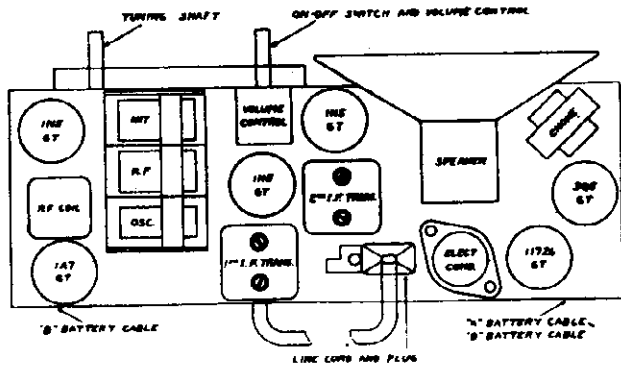 TUNING SHAFT
ON-OFF SWITCH AND VOLUME CONTROL
1N5
GT
ANT
VOLUME
CONTROL
1H5
GT
CHOKE
R.F
SPEAKER
RF COIL
1N5
GT
2ND I.F. TRANS.
3Q5
GT
OSC.
1A7
GT
1ST I.F. TRANS.
ELECT
COND.
117Z6
GT
"B" BATTERY CABLE
"A" BATTERY CABLE
"B" BATTERY CABLE
LINE CORD AND PLUG